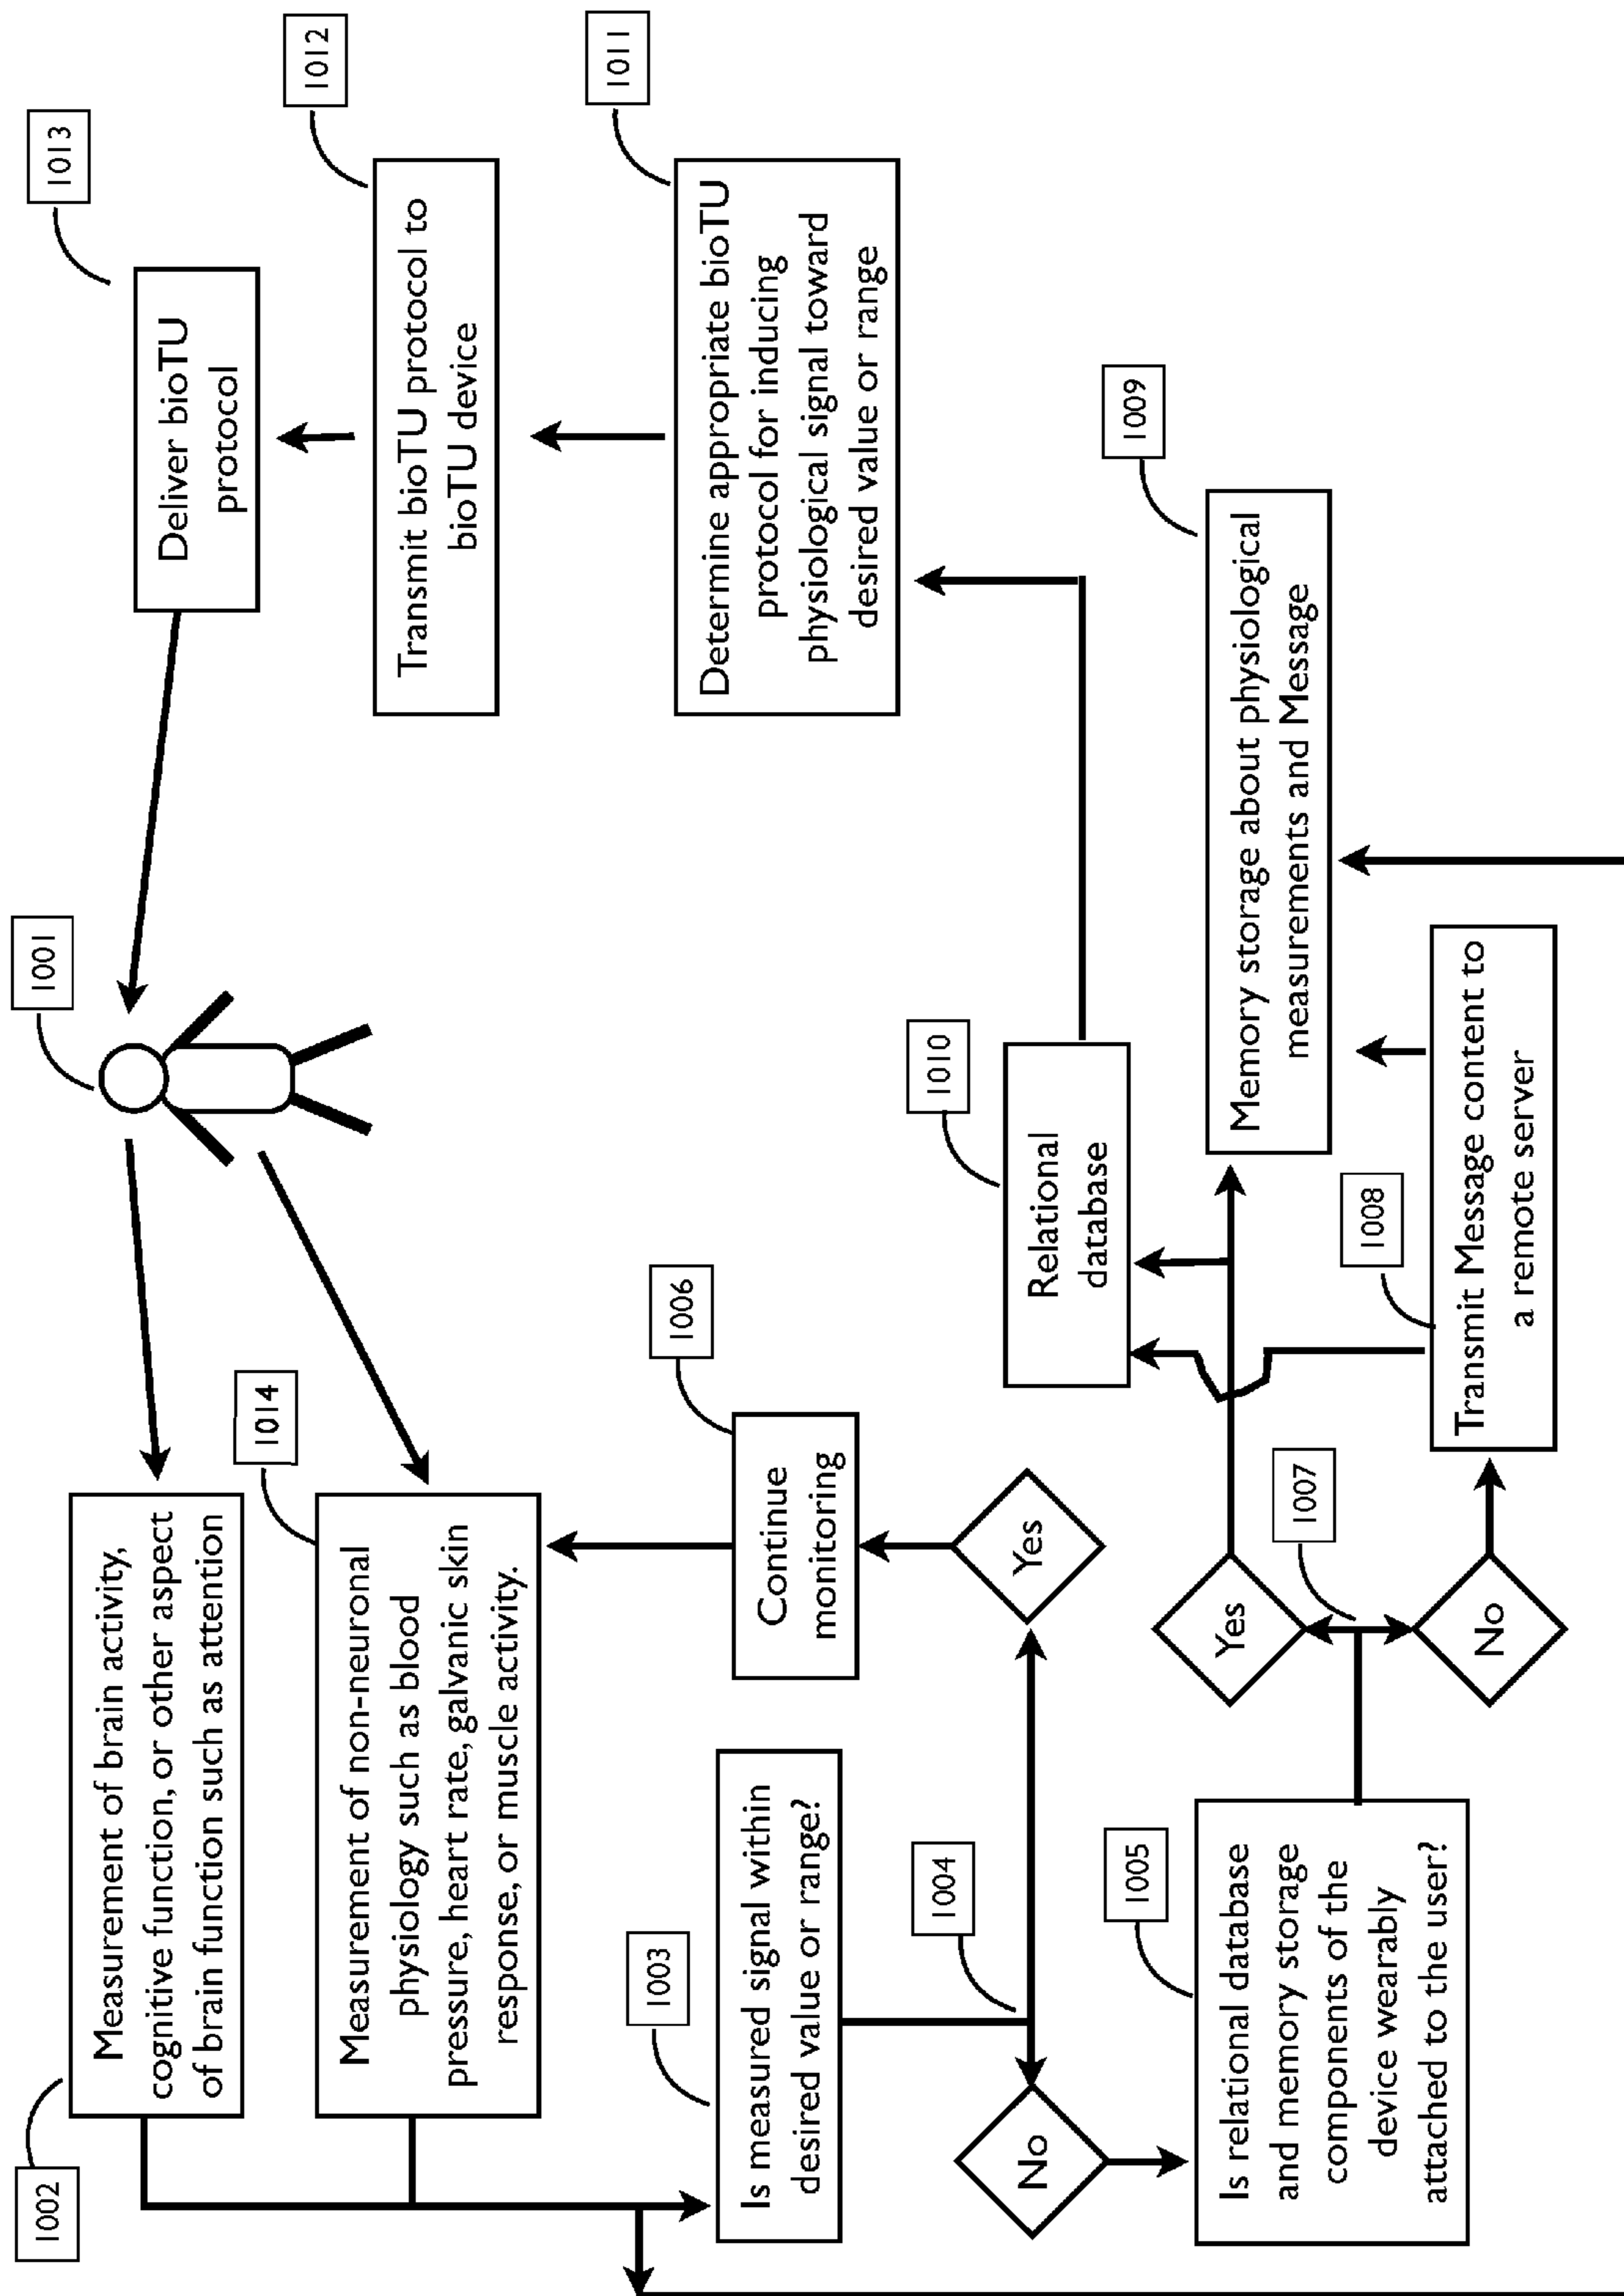 1002
Measurement of brain activity,
cognitive function, or other aspect
of brain function such as attention
1001
1013
Deliver bioTU
protocol
1014
Measurement of non-neuronal
physiology such as blood
pressure, heart rate, galvanic skin
response, or muscle activity.
1012
Transmit bioTU protocol to
bioTU device
1003
Is measured signal within
desired value or range?
1006
Continue
monitoring
1011
Determine appropriate bioTU
protocol for inducing
physiological signal toward
desired value or range
1004
No
Yes
1010
Relational
database
1005
Is relational database
and memory storage
components of the
device wearably
attached to the user?
Yes
1007
No
1009
Memory storage about physiological
measurements and Message
1008
Transmit Message content to
a remote server